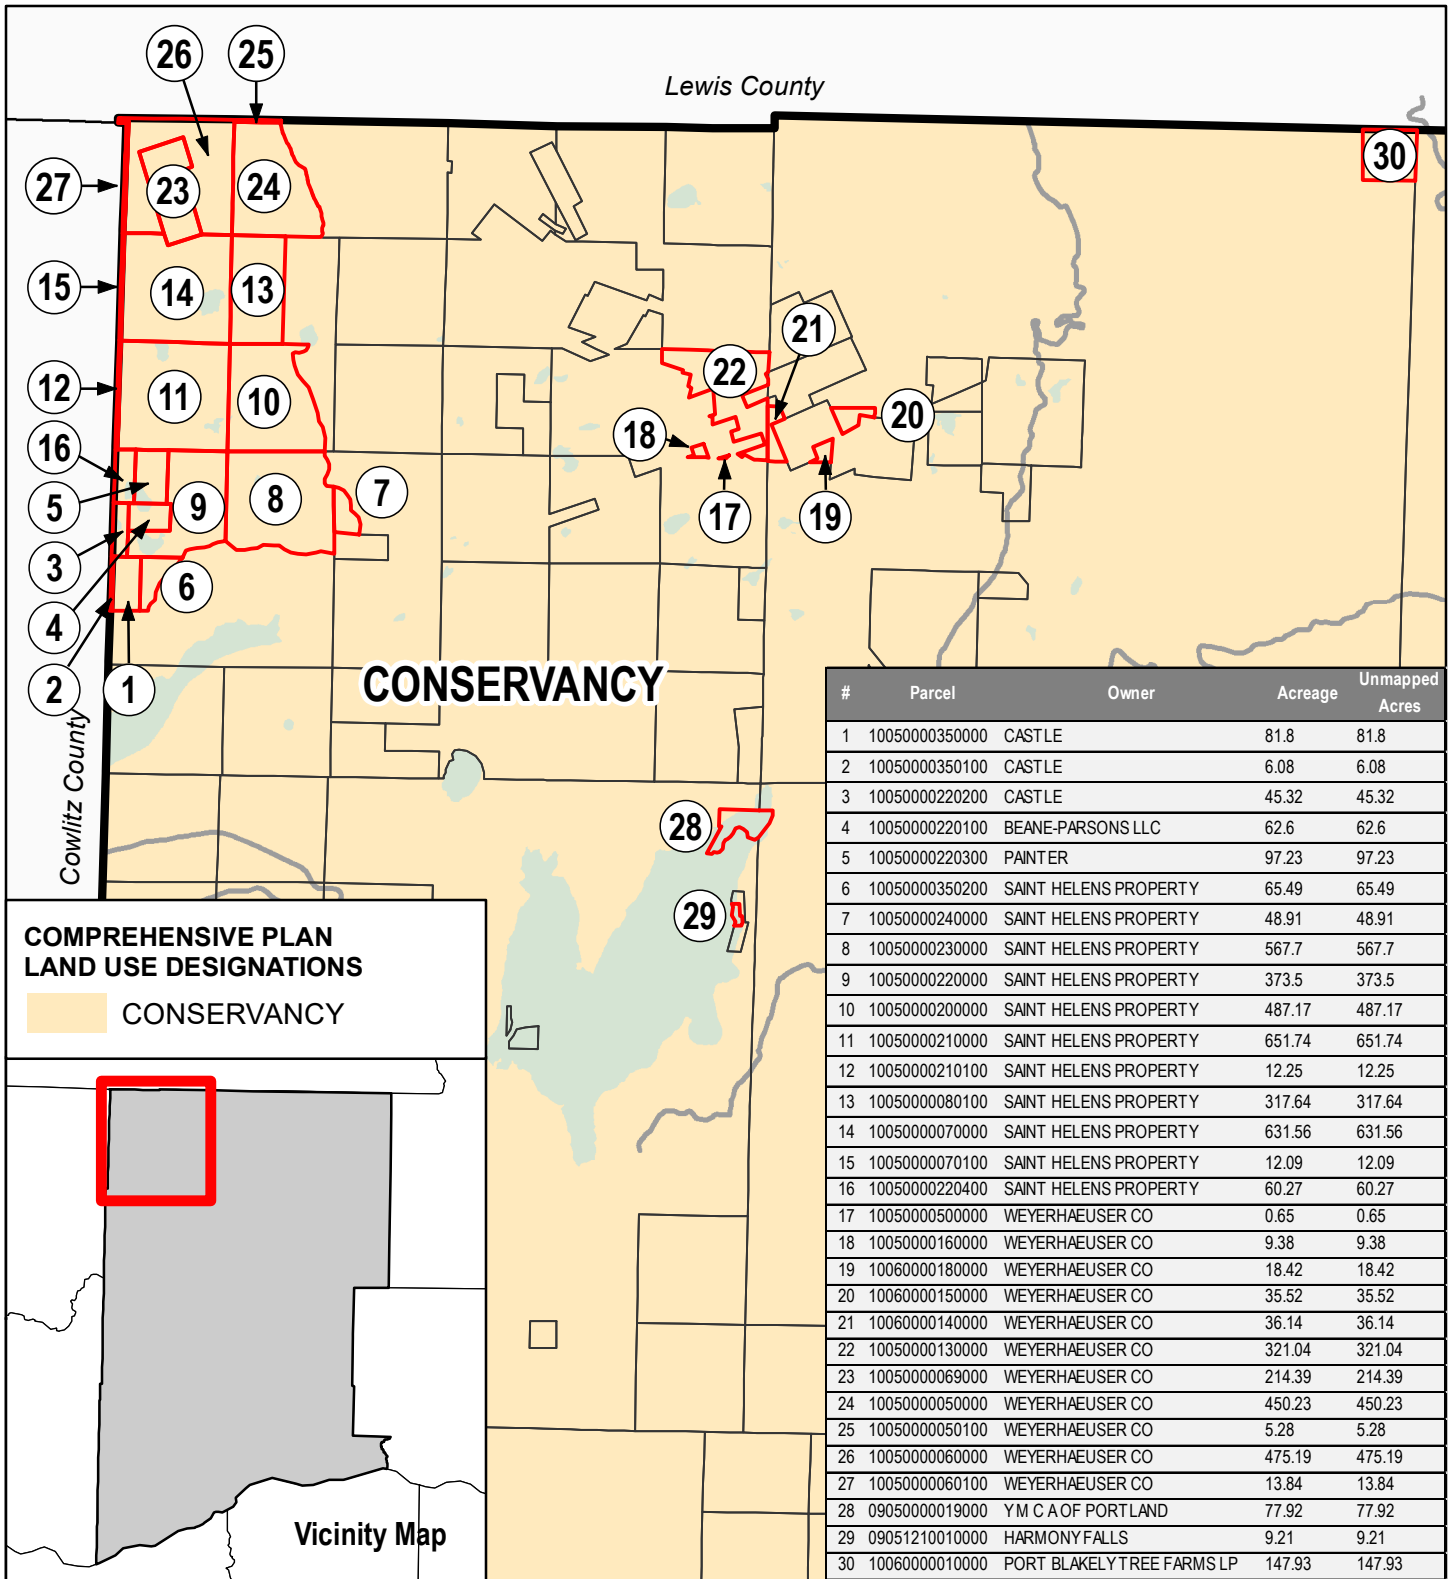 26
25
Lewis County
27
23
24
30
15
14
13
21
12
11
10
22
20
16
18
5
9
8
7
17
19
3
4
6
2
1
CONSERVANCY
Cowlitz County
28
29
COMPREHENSIVE PLAN
LAND USE DESIGNATIONS
CONSERVANCY
Vicinity Map
# Parcel Owner Acreage Unmapped Acres
1 10050000350000 CASTLE 81.8 81.8
2 10050000350100 CASTLE 6.08 6.08
3 10050000220200 CASTLE 45.32 45.32
4 10050000220100 BEANE-PARSONS LLC 62.6 62.6
5 10050000220300 PAINTER 97.23 97.23
6 10050000350200 SAINT HELENS PROPERTY 65.49 65.49
7 10050000240000 SAINT HELENS PROPERTY 48.91 48.91
8 10050000230000 SAINT HELENS PROPERTY 567.7 567.7
9 10050000220000 SAINT HELENS PROPERTY 373.5 373.5
10 10050000200000 SAINT HELENS PROPERTY 487.17 487.17
11 10050000210000 SAINT HELENS PROPERTY 651.74 651.74
12 10050000210100 SAINT HELENS PROPERTY 12.25 12.25
13 10050000080100 SAINT HELENS PROPERTY 317.64 317.64
14 10050000070000 SAINT HELENS PROPERTY 631.56 631.56
15 10050000070100 SAINT HELENS PROPERTY 12.09 12.09
16 10050000220400 SAINT HELENS PROPERTY 60.27 60.27
17 10050000500000 WEYERHAEUSER CO 0.65 0.65
18 10050000160000 WEYERHAEUSER CO 9.38 9.38
19 10060000180000 WEYERHAEUSER CO 18.42 18.42
20 10060000150000 WEYERHAEUSER CO 35.52 35.52
21 10060000140000 WEYERHAEUSER CO 36.14 36.14
22 10050000130000 WEYERHAEUSER CO 321.04 321.04
23 10050000069000 WEYERHAEUSER CO 214.39 214.39
24 10050000050000 WEYERHAEUSER CO 450.23 450.23
25 10050000050100 WEYERHAEUSER CO 5.28 5.28
26 10050000060000 WEYERHAEUSER CO 475.19 475.19
27 10050000060100 WEYERHAEUSER CO 13.84 13.84
28 09050000019000 Y M C A OF PORTLAND 77.92 77.92
29 09051210010000 HARMONY FALLS 9.21 9.21
30 10060000010000 PORT BLAKELY TREE FARMS LP 147.93 147.93